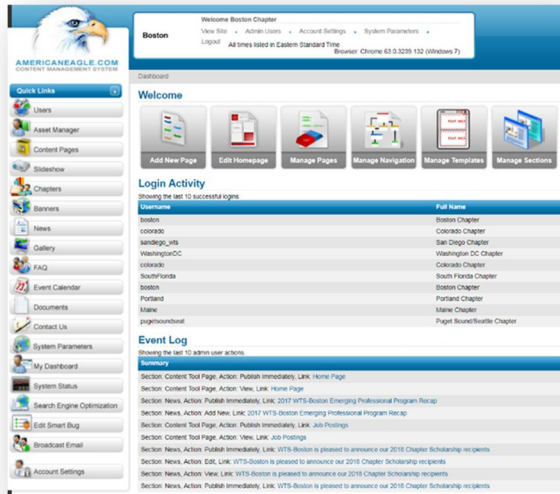 Welcome Boston Chapter
Boston
View Site
Admin Users
Account Settings
System Parameters
Logout
All times listed in Eastern Standard Time
Browser: Chrome 63.0.3239.132 (Windows 7)
AMERICANEAGLE.COM
CONTENT MANAGEMENT SYSTEM
Dashboard
Quick Links
Users
Asset Manager
Content Pages
Slideshow
Chapters
Banners
News
Gallery
FAQ
Event Calendar
Documents
Contact Us
System Parameters
My Dashboard
System Status
Search Engine Optimization
Edit Smart Bug
Broadcast Email
Account Settings
Welcome
Add New Page
Edit Homepage
Manage Pages
Manage Navigation
Manage Templates
Manage Sections
Login Activity
Showing the last 10 successful logins
Username Full Name
boston Boston Chapter
colorado Colorado Chapter
sandiego_wts San Diego Chapter
WashingtonDC Washington DC Chapter
colorado Colorado Chapter
SouthFlorida South Florida Chapter
boston Boston Chapter
Portland Portland Chapter
Maine Maine Chapter
pugetsoundseat Puget Sound/Seattle Chapter
Event Log
Showing the last 10 admin user actions.
Summary
Section: Content Tool Page, Action: Publish Immediately, Link: Home Page
Section: Content Tool Page, Action: View, Link: Home Page
Section: News, Action: Publish Immediately, Link: 2017 WTS-Boston Emerging Professional Program Recap
Section: News, Action: Add New, Link: 2017 WTS-Boston Emerging Professional Program Recap
Section: Content Tool Page, Action: Publish Immediately, Link: Job Postings
Section: Content Tool Page, Action: View, Link: Job Postings
Section: News, Action: Publish Immediately, Link: WTS-Boston is pleased to announce our 2018 Chapter Scholarship recipients
Section: News, Action: Edit, Link: WTS-Boston is pleased to announce our 2018 Chapter Scholarship recipients
Section: News, Action: View, Link: WTS-Boston is pleased to announce our 2018 Chapter Scholarship recipients
Section: News, Action: Publish Immediately, Link: WTS-Boston is pleased to announce our 2018 Chapter Scholarship recipients